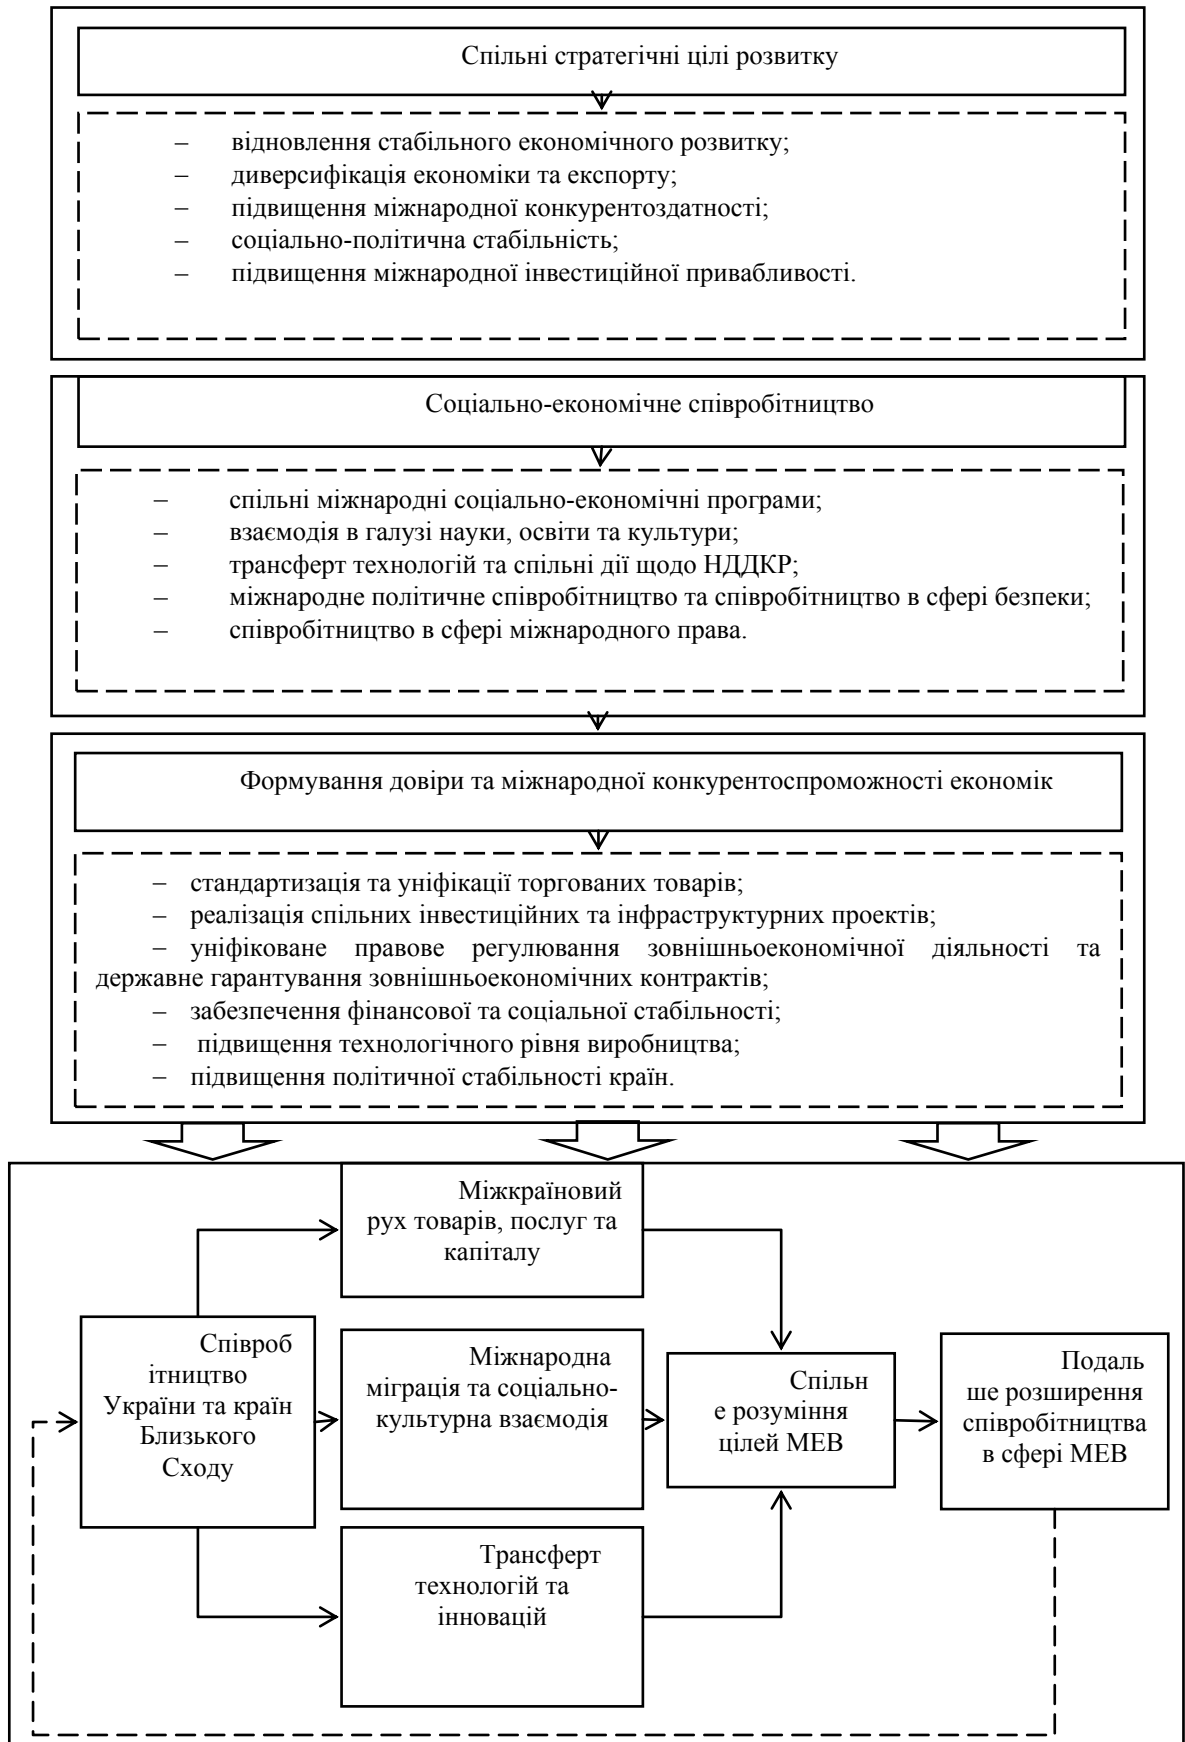 Спільні стратегічні цілі розвитку
– відновлення стабільного економічного розвитку;
– диверсифікація економіки та експорту;
– підвищення міжнародної конкурентоздатності;
– соціально-політична стабільність;
– підвищення міжнародної інвестиційної привабливості.
Соціально-економічне співробітництво
– спільні міжнародні соціально-економічні програми;
– взаємодія в галузі науки, освіти та культури;
– трансферт технологій та спільні дії щодо НДДКР;
– міжнародне політичне співробітництво та співробітництво в сфері безпеки;
– співробітництво в сфері міжнародного права.
Формування довіри та міжнародної конкурентоспроможності економік
– стандартизація та уніфікації торгованих товарів;
– реалізація спільних інвестиційних та інфраструктурних проектів;
– уніфіковане правове регулювання зовнішньоекономічної діяльності та
державне гарантування зовнішньоекономічних контрактів;
– забезпечення фінансової та соціальної стабільності;
– підвищення технологічного рівня виробництва;
– підвищення політичної стабільності країн.
Міжкраїновий
рух товарів, послуг та
капіталу
Співроб
ітництво
України та країн
Близького
Сходу
Міжнародна
міграція та соціально-
культурна взаємодія
Спільн
е розуміння
цілей МЕВ
Подаль
ше розширення
співробітництва
в сфері МЕВ
Трансферт
технологій та
інновацій